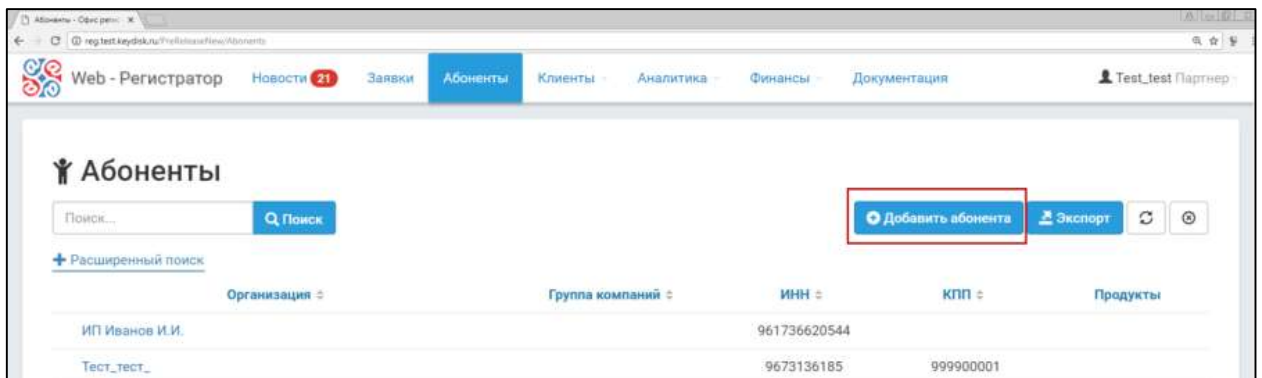 Абоненты - Офис реги
reg.test.keydisk.ru/PreReleaseNew/Abonents
Web - Регистратор Новости 21 Заявки Абоненты Клиенты Аналитика Финансы Документация Test_test Партнер
Абоненты
Поиск... Поиск Добавить абонента Экспорт
Расширенный поиск
Организация Группа компаний ИНН КПП Продукты
ИП Иванов И.И. 961736620544
Тест_тест_ 9673136185 999900001